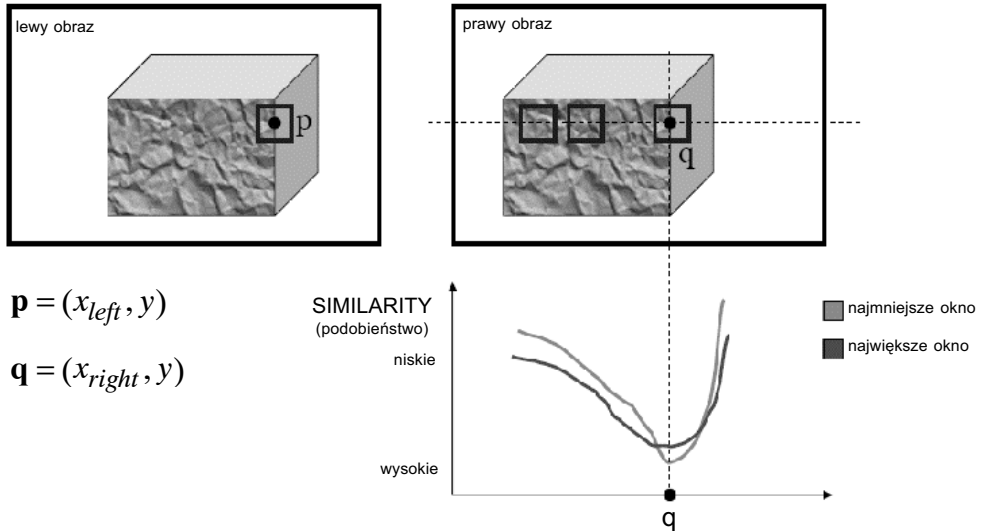 lewy obraz
prawy obraz
p
q
p = (x_left, y)
q = (x_right, y)
SIMILARITY
(podobieństwo)
niskie
wysokie
najmniejsze okno
największe okno
q